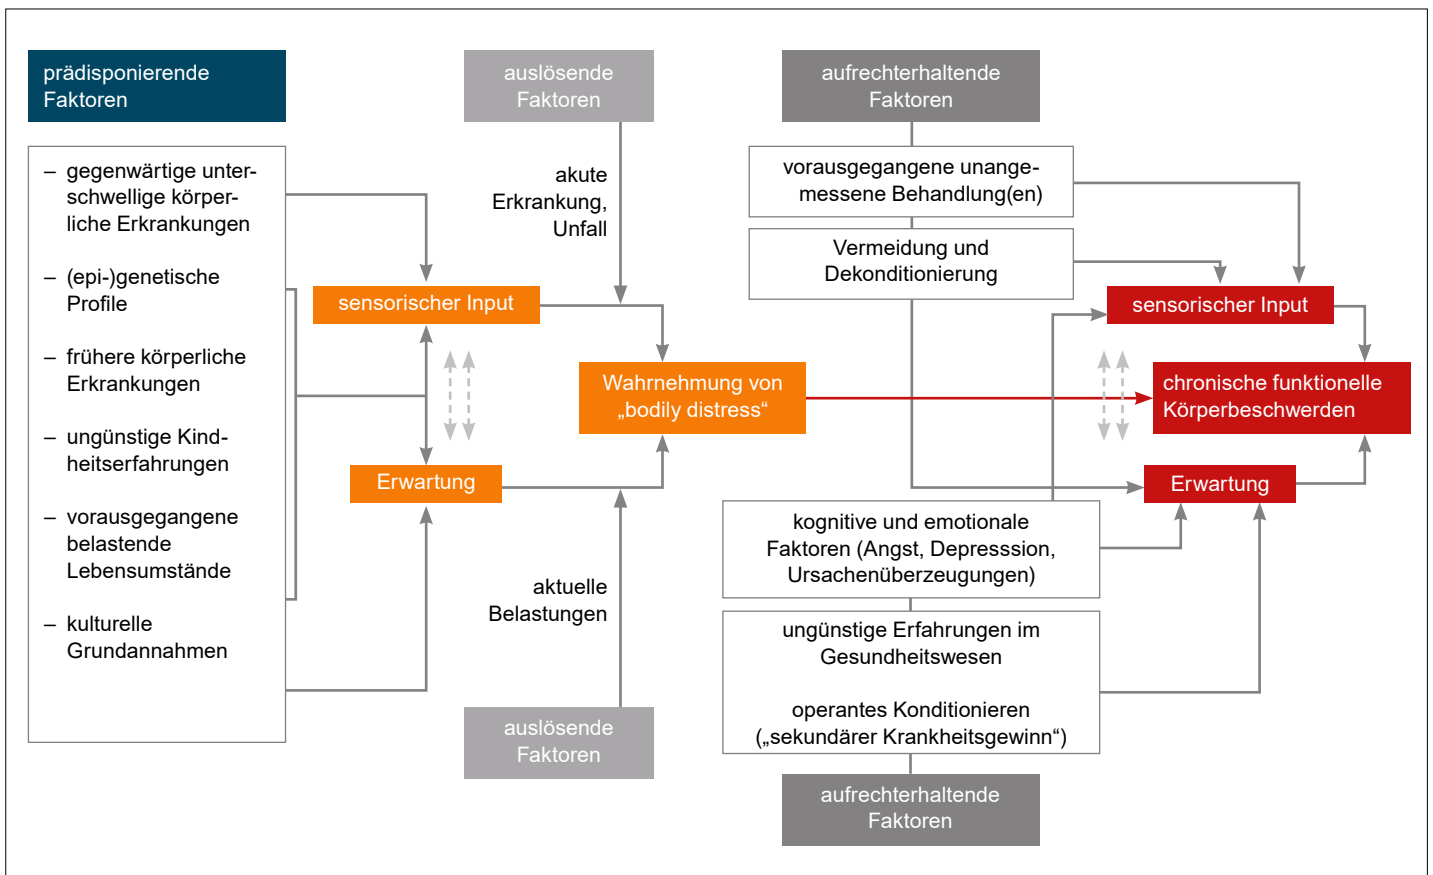 prädisponierende
Faktoren
– gegenwärtige unter-
schwellige körper-
liche Erkrankungen
– (epi-)genetische
Profile
– frühere körperliche
Erkrankungen
– ungünstige Kind-
heitserfahrungen
– vorausgegangene
belastende
Lebensumstände
– kulturelle
Grundannahmen
auslösende
Faktoren
akute
Erkrankung,
Unfall
sensorischer Input
Wahrnehmung von
„bodily distress“
Erwartung
aktuelle
Belastungen
auslösende
Faktoren
aufrechterhaltende
Faktoren
vorausgegangene unange-
messene Behandlung(en)
Vermeidung und
Dekonditionierung
sensorischer Input
chronische funktionelle
Körperbeschwerden
Erwartung
kognitive und emotionale
Faktoren (Angst, Depresssion,
Ursachenüberzeugungen)
ungünstige Erfahrungen im
Gesundheitswesen
operantes Konditionieren
(„sekundärer Krankheitsgewinn“)
aufrechterhaltende
Faktoren